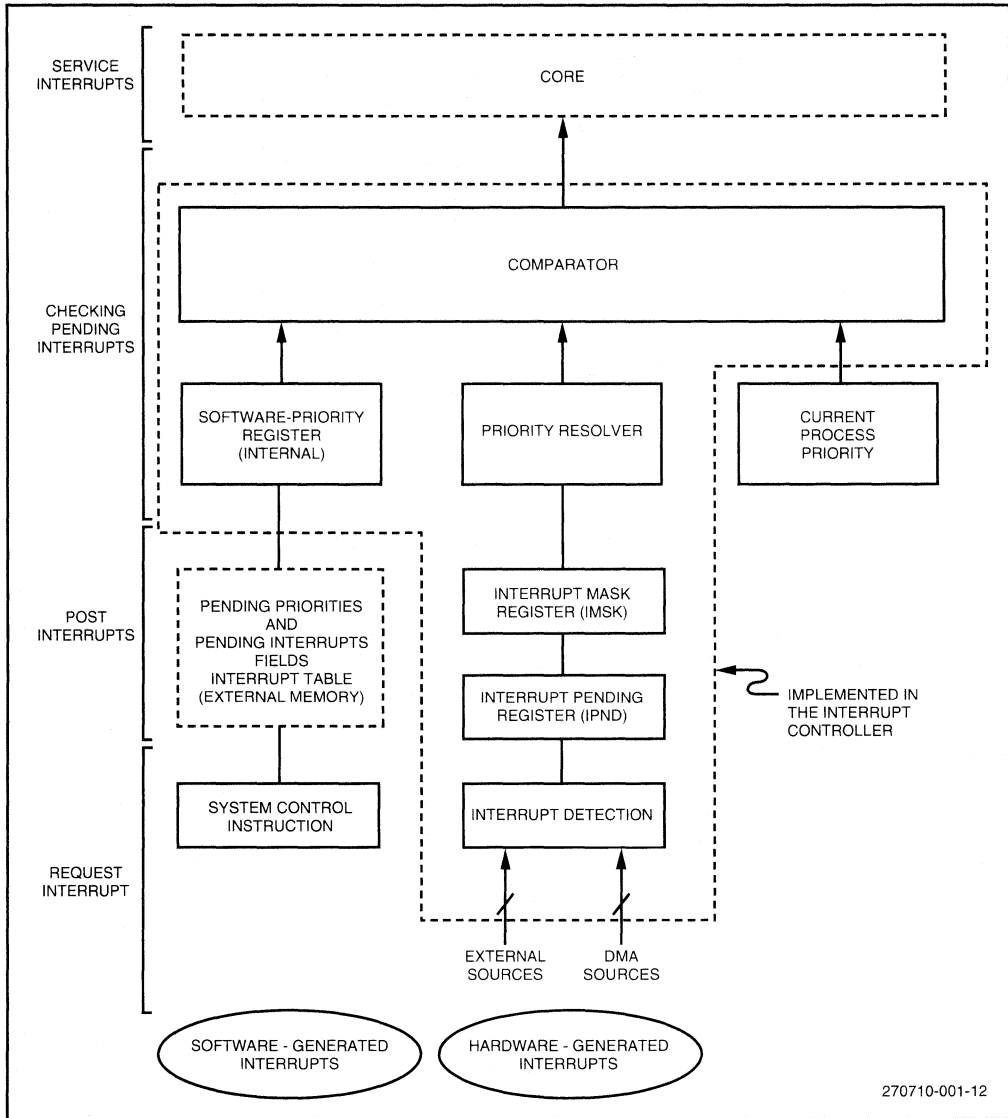 SERVICE
INTERRUPTS
CORE
CHECKING
PENDING
INTERRUPTS
COMPARATOR
SOFTWARE-PRIORITY
REGISTER
(INTERNAL)
PRIORITY RESOLVER
CURRENT
PROCESS
PRIORITY
POST
INTERRUPTS
PENDING PRIORITIES
AND
PENDING INTERRUPTS
FIELDS
INTERRUPT TABLE
(EXTERNAL MEMORY)
INTERRUPT MASK
REGISTER (IMSK)
INTERRUPT PENDING
REGISTER (IPND)
IMPLEMENTED IN
THE INTERRUPT
CONTROLLER
REQUEST
INTERRUPT
SYSTEM CONTROL
INSTRUCTION
INTERRUPT DETECTION
EXTERNAL
SOURCES
DMA
SOURCES
SOFTWARE - GENERATED
INTERRUPTS
HARDWARE - GENERATED
INTERRUPTS
270710-001-12